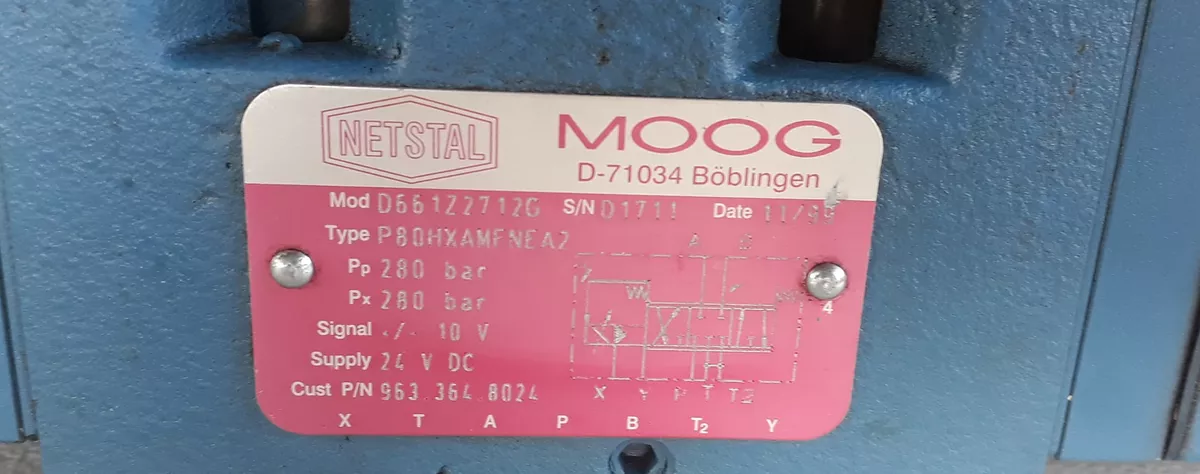 NETSTAL MOOG
D-71034 Böblingen
Mod D661Z2712G S/N D1711 Date 11/99
Type P80HXAMFNEA2
Pp 280 bar
Px 280 bar
Signal +/- 10 V
Supply 24 V DC
Cust P/N 963.364.8024
A
4
X Y P T T2
X T A P B T2 Y